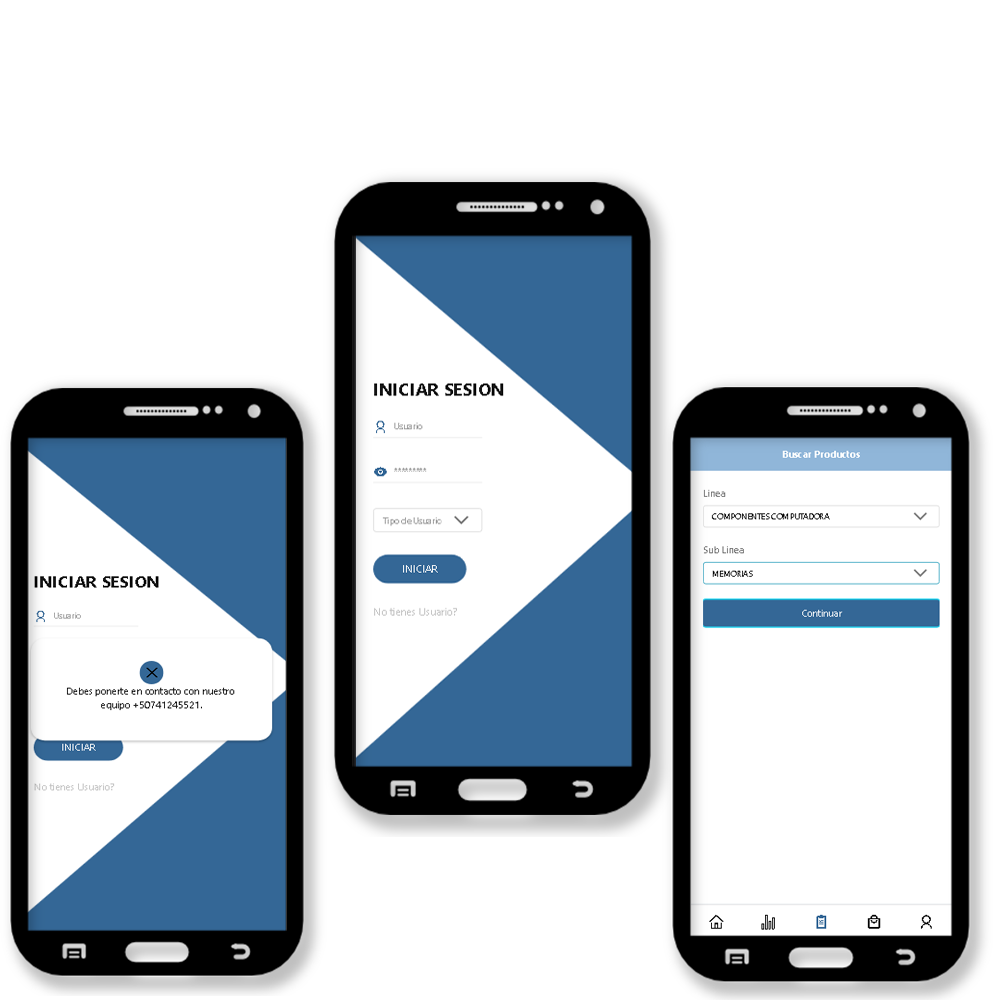 INICIAR SESION
Usuario
Debes ponerte en contacto con nuestro
equipo +50741245521.
INICIAR
No tienes Usuario?
INICIAR SESION
Usuario
*********
Tipo de Usuario
INICIAR
No tienes Usuario?
Buscar Productos
Linea
COMPONENTES COMPUTADORA
Sub Linea
MEMORIAS
Continuar